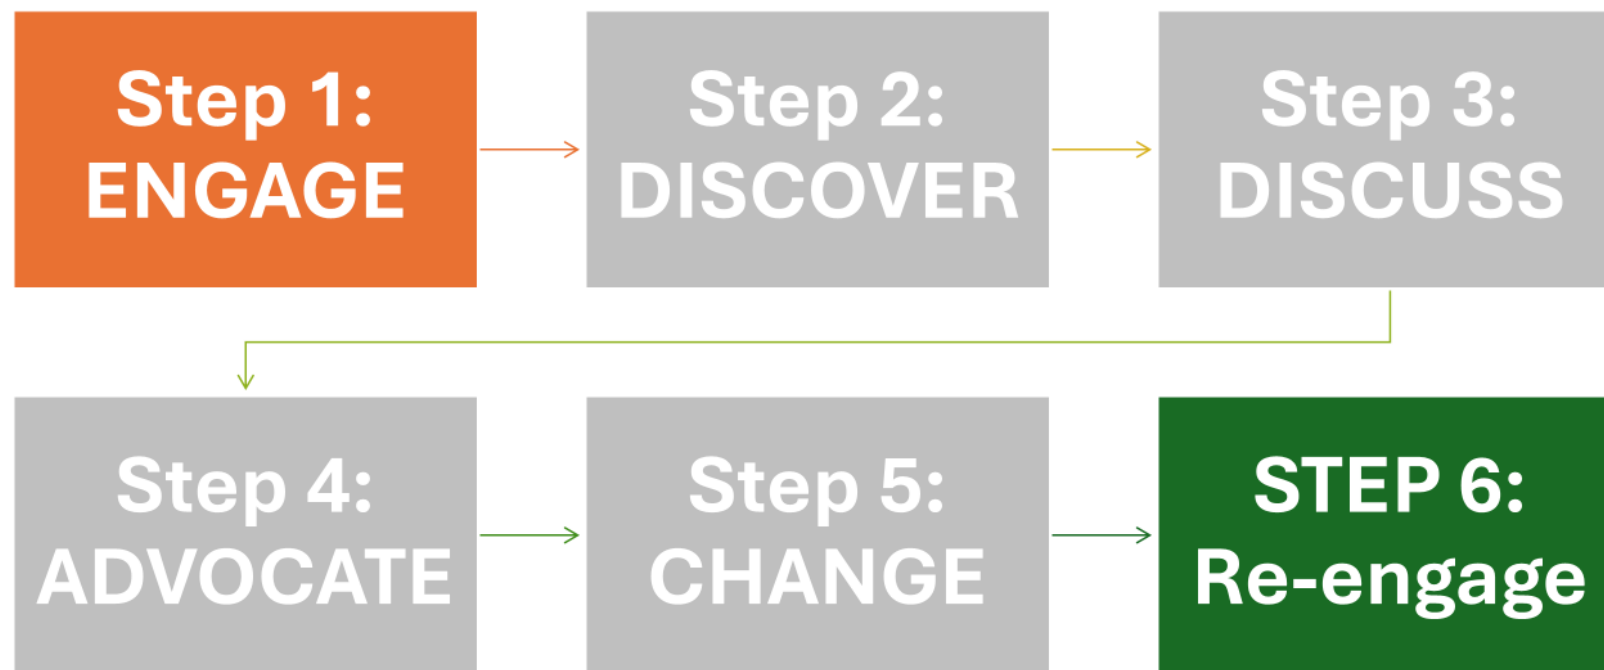 Step 1:
ENGAGE
Step 2:
DISCOVER
Step 3:
DISCUSS
Step 4:
ADVOCATE
Step 5:
CHANGE
STEP 6:
Re-engage